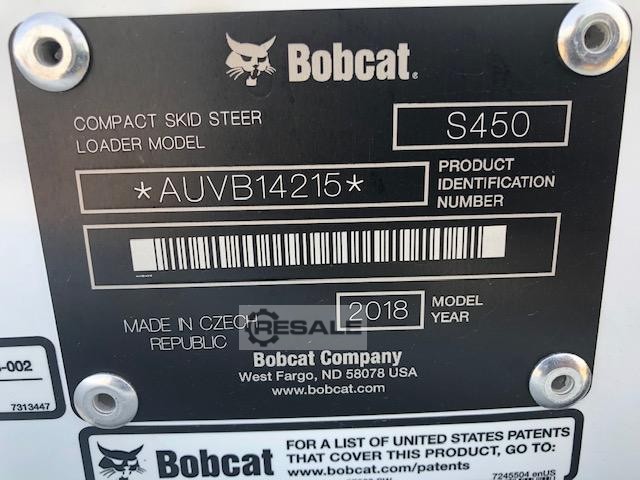 Bobcat.
COMPACT SKID STEER
LOADER MODEL
S450
*AUVB14215*
PRODUCT
IDENTIFICATION
NUMBER
MADE IN CZECH
REPUBLIC
RESALE
2018
MODEL
YEAR
Bobcat Company
West Fargo, ND 58078 USA
www.bobcat.com
-002
7313447
Bobcat
FOR A LIST OF UNITED STATES PATENTS
THAT COVER THIS PRODUCT, GO TO:
www.bobcat.com/patents
7245504 enUS